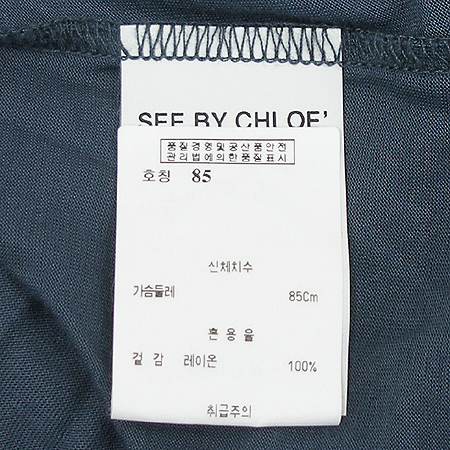 SEE BY CHLOE'
품질경영및공산품안전
관리법에의한품질표시
호칭 85
신체치수
가슴둘레 85Cm
혼용율
겉감 레이온 100%
취급주의